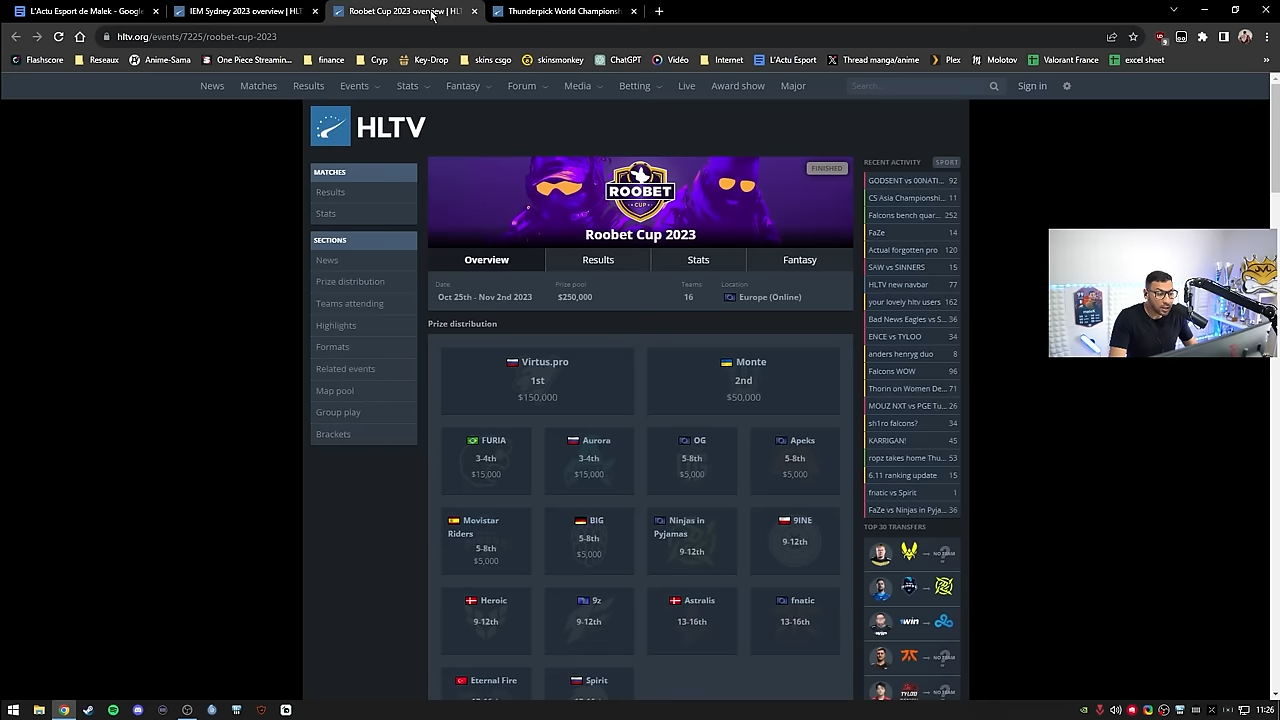 L'Actu Esport de Malek - Google
IEM Sydney 2023 overview | HLT
Roobet Cup 2023 overview | HLT
Thunderpick World Champions
hltv.org/events/7225/roobet-cup-2023
Flashscore
Reseaux
Anime-Sama
One Piece Streamin...
finance
Cryp
Key-Drop
skins csgo
skinsmonkey
ChatGPT
Vidéo
Internet
L'Actu Esport
Thread manga/anime
Plex
Molotov
Valorant France
excel sheet
News
Matches
Results
Events
Stats
Fantasy
Forum
Media
Betting
Live
Award show
Major
Search...
Sign in
HLTV
MATCHES
Results
Stats
SECTIONS
News
Prize distribution
Teams attending
Highlights
Formats
Related events
Map pool
Group play
Brackets
FINISHED
ROOBET
CUP
Roobet Cup 2023
Overview
Results
Stats
Fantasy
Date
Prize pool
Teams
Location
Oct 25th - Nov 2nd 2023
$250,000
16
Europe (Online)
Prize distribution
Virtus.pro
1st
$150,000
Monte
2nd
$50,000
FURIA
3-4th
$15,000
Aurora
3-4th
$15,000
OG
5-8th
$5,000
Apeks
5-8th
$5,000
Movistar
Riders
5-8th
$5,000
BIG
5-8th
$5,000
Ninjas in
Pyjamas
9-12th
9INE
9-12th
Heroic
9-12th
9z
9-12th
Astralis
13-16th
fnatic
13-16th
Eternal Fire
Spirit
RECENT ACTIVITY SPORT
GODSENT vs 00NATI... 92
CS Asia Championshi... 11
Falcons bench quar... 252
FaZe 14
Actual forgotten pro 120
SAW vs SINNERS 15
HLTV new navbar 77
your lovely hltv users 162
Bad News Eagles vs S... 36
ENCE vs TYLOO 34
anders henryg duo 8
Falcons WOW 96
Thorin on Women De... 71
MOUZ NXT vs PGE Tu... 26
sh1ro falcons? 34
KARRIGAN! 45
ropz takes home Thu... 53
6.11 ranking update 15
fnatic vs Spirit 1
FaZe vs Ninjas in Pyja... 36
TOP 30 TRANSFERS
NO TEAM
1WIN
NO TEAM
TYLOO
NO TEAM
11:26